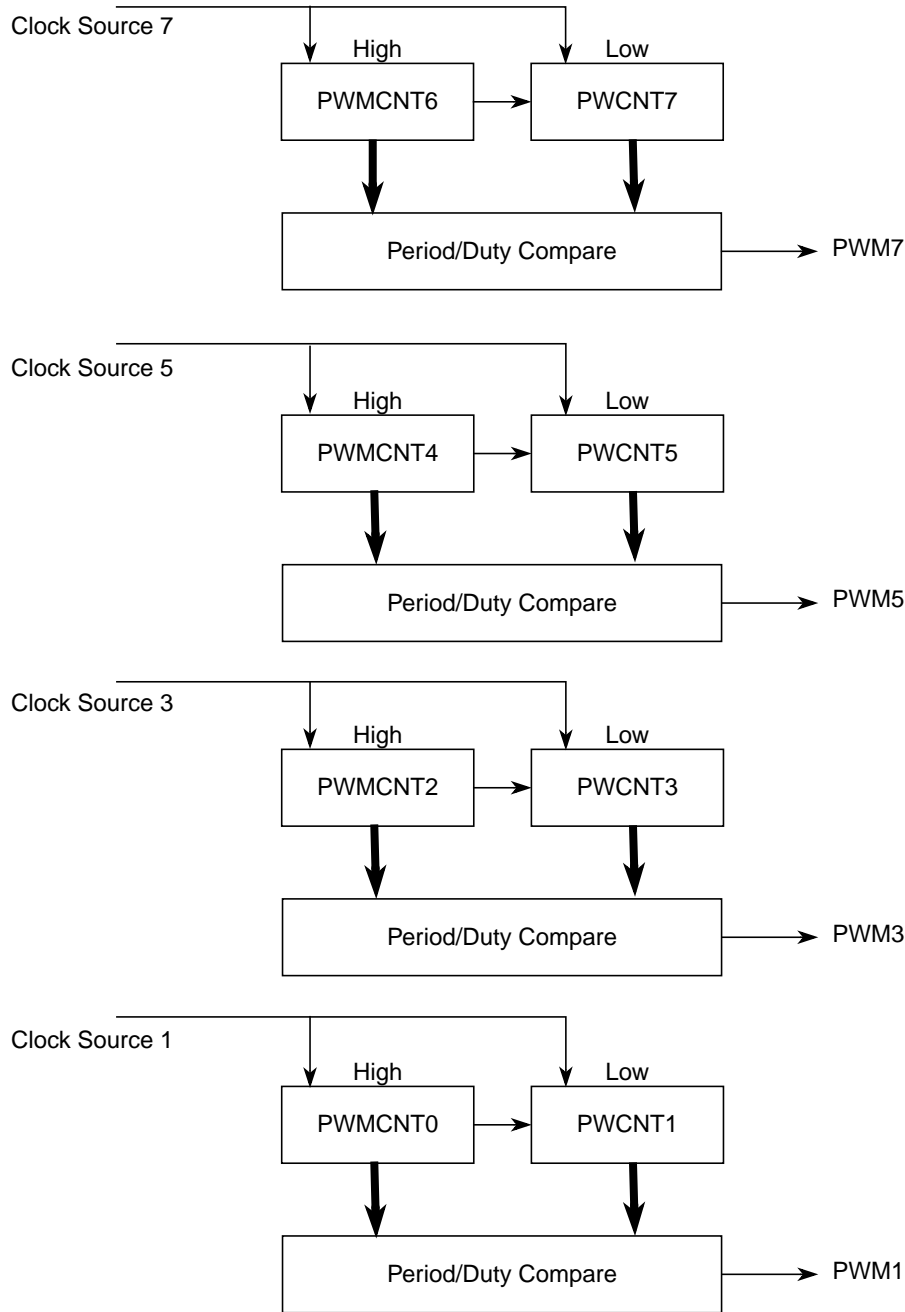 Clock Source 7
High
Low
PWMCNT6
PWCNT7
Period/Duty Compare
PWM7
Clock Source 5
High
Low
PWMCNT4
PWCNT5
Period/Duty Compare
PWM5
Clock Source 3
High
Low
PWMCNT2
PWCNT3
Period/Duty Compare
PWM3
Clock Source 1
High
Low
PWMCNT0
PWCNT1
Period/Duty Compare
PWM1